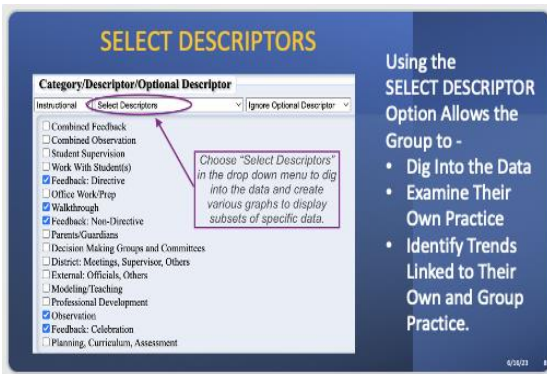 SELECT DESCRIPTORS
Category/Descriptor/Optional Descriptor
Instructional Select Descriptors Ignore Optional Descriptor
Combined Feedback
Combined Observation
Student Supervision
Work With Student(s)
Feedback: Directive
Office Work/Prep
Walkthrough
Feedback: Non-Directive
Parents/Guardians
Decision Making Groups and Committees
District: Meetings, Supervisor, Others
External: Officials, Others
Modeling/Teaching
Professional Development
Observation
Feedback: Celebration
Planning, Curriculum, Assessment
Choose “Select Descriptors”
in the drop down menu to dig
into the data and create
various graphs to display
subsets of specific data.
Using the
SELECT DESCRIPTOR
Option Allows the
Group to -
• Dig Into the Data
• Examine Their
Own Practice
• Identify Trends
Linked to Their
Own and Group
Practice.